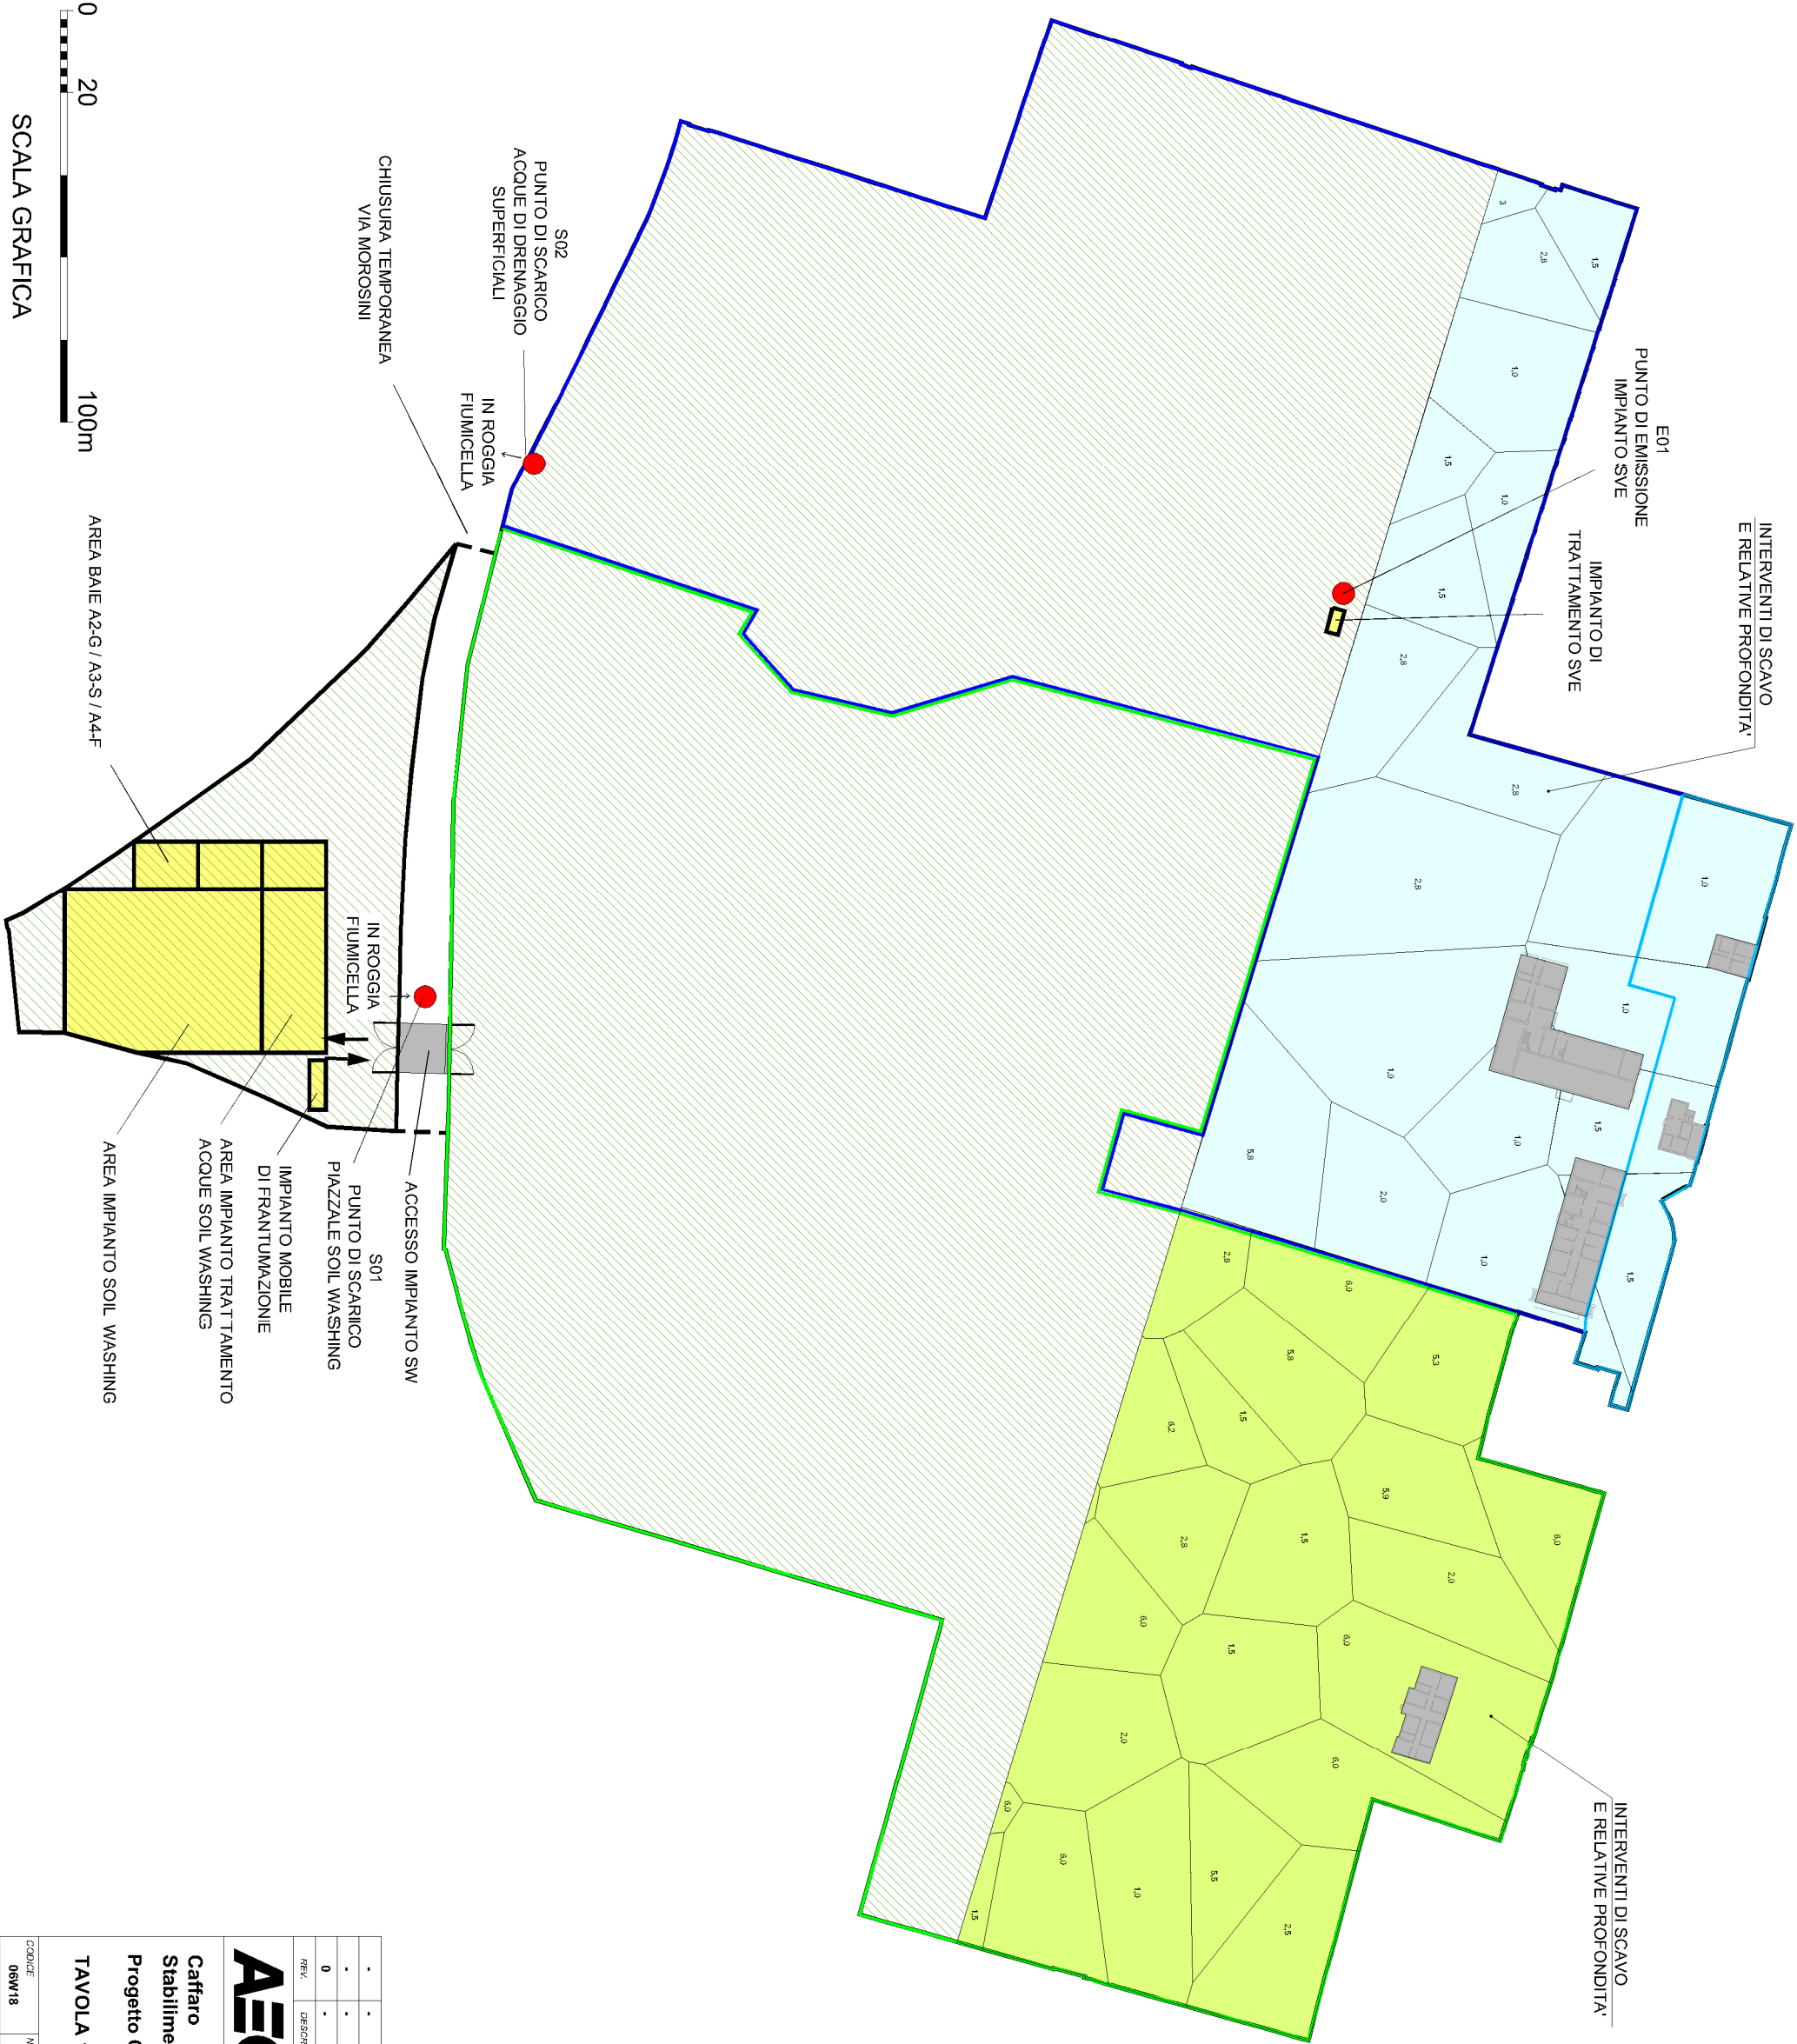 INTERVENTI DI SCAVO
E RELATIVE PROFONDITA'
E01
PUNTO DI EMISSIONE
IMPIANTO SVE
IMPIANTO DI
TRATTAMENTO SVE
INTERVENTI DI SCAVO
E RELATIVE PROFONDITA'
3
2,8
1,5
1,0
1,5
1,0
1,5
2,8
2,8
2,8
1,0
1,0
1,0
1,5
1,0
5,8
2,0
1,0
1,5
2,8
6,0
5,3
5,8
1,5
6,2
5,9
6,0
2,8
1,5
2,0
6,0
1,5
6,0
2,0
6,0
6,0
6,0
1,0
5,5
2,5
1,5
S02
PUNTO DI SCARICO
ACQUE DI DRENAGGIO
SUPERFICIALI
IN ROGGIA
FIUMICELLA
CHIUSURA TEMPORANEA
VIA MOROSINI
AREA BAIE A2-G / A3-S / A4-F
IN ROGGIA
FIUMICELLA
ACCESSO IMPIANTO SW
S01
PUNTO DI SCARICO
PIAZZALE SOIL WASHING
IMPIANTO MOBILE
DI FRANTUMAZIONE
AREA IMPIANTO TRATTAMENTO
ACQUE SOIL WASHING
AREA IMPIANTO SOIL WASHING
0 20 100m
SCALA GRAFICA
- -
- -
0 -
REV. DESCR
AECO
Caffaro
Stabilime
Progetto
TAVOLA
CODICE
06W18